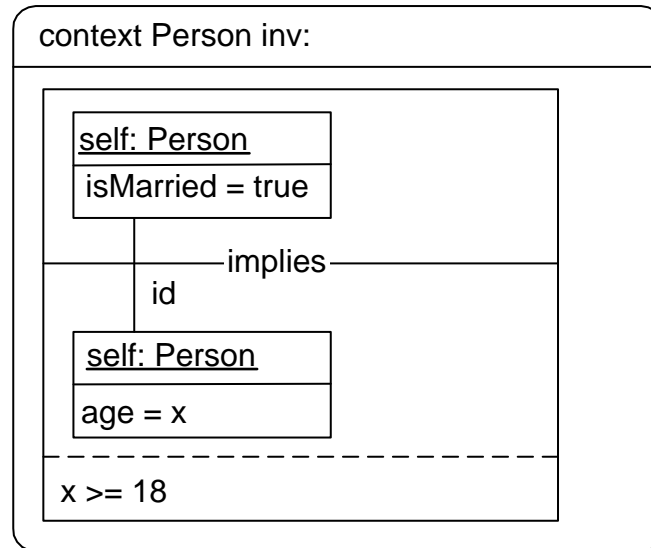 context Person inv:
self: Person
isMarried = true
implies
id
self: Person
age = x
x >= 18